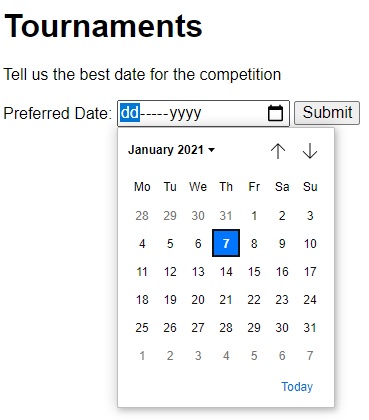 Tournaments
Tell us the best date for the competition
Preferred Date: dd-----yyyy Submit
January 2021
Mo Tu We Th Fr Sa Su
28 29 30 31 1 2 3
4 5 6 7 8 9 10
11 12 13 14 15 16 17
18 19 20 21 22 23 24
25 26 27 28 29 30 31
1 2 3 4 5 6 7
Today